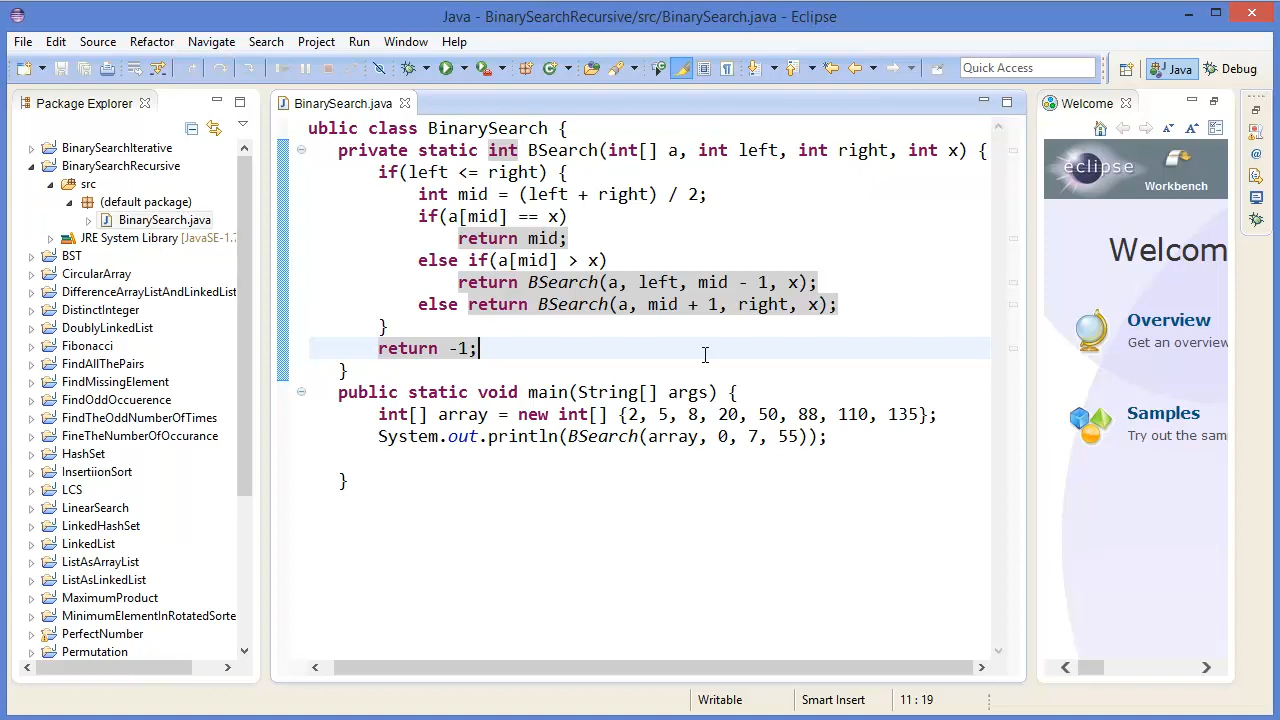 Java - BinarySearchRecursive/src/BinarySearch.java - Eclipse
File Edit Source Refactor Navigate Search Project Run Window Help
Quick Access
Java
Debug
Package Explorer
BinarySearchIterative
BinarySearchRecursive
src
(default package)
BinarySearch.java
JRE System Library [JavaSE-1.7
BST
CircularArray
DifferenceArrayListAndLinkedList
DistinctInteger
DoublyLinkedList
Fibonacci
FindAllThePairs
FindMissingElement
FindOddOccuerence
FindTheOddNumberOfTimes
FineTheNumberOfOccurance
HashSet
InsertiionSort
LCS
LinearSearch
LinkedHashSet
LinkedList
ListAsArrayList
ListAsLinkedList
MaximumProduct
MinimumElementInRotatedSorte
PerfectNumber
Permutation
BinarySearch.java
ublic class BinarySearch {
private static int BSearch(int[] a, int left, int right, int x) {
if(left <= right) {
int mid = (left + right) / 2;
if(a[mid] == x)
return mid;
else if(a[mid] > x)
return BSearch(a, left, mid - 1, x);
else return BSearch(a, mid + 1, right, x);
}
return -1;
}
public static void main(String[] args) {
int[] array = new int[] {2, 5, 8, 20, 50, 88, 110, 135};
System.out.println(BSearch(array, 0, 7, 55));
}
Welcome
eclipse
Workbench
Welcom
Overview
Get an overview
Samples
Try out the sam
Writable
Smart Insert
11 : 19